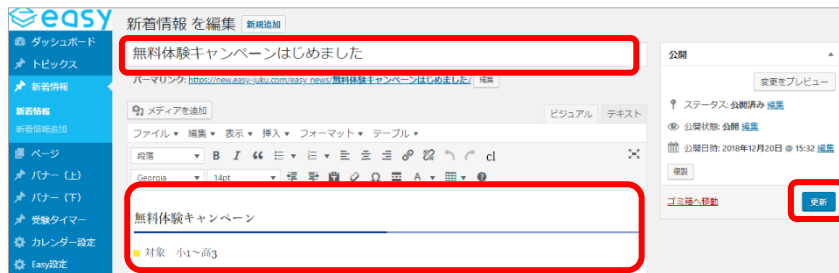 easy
新着情報 を編集 新規追加
ダッシュボード
トピックス
新着情報
新着情報
新着情報追加
ページ
バナー（上）
バナー（下）
受験タイマー
カレンダー設定
Easy設定
無料体験キャンペーンはじめました
パーマリンク: https://new.easy-juku.com/easy_news/無料体験キャンペーンはじめました/ 編集
メディアを追加
ビジュアル テキスト
ファイル 編集 表示 挿入 フォーマット テーブル
段落 B I cl
Georgia 14pt A
無料体験キャンペーン
対象 小1～高3
公開
変更をプレビュー
ステータス: 公開済み 編集
公開状態: 公開 編集
公開日時: 2018年12月20日 @ 15:32 編集
複製
ゴミ箱へ移動 更新